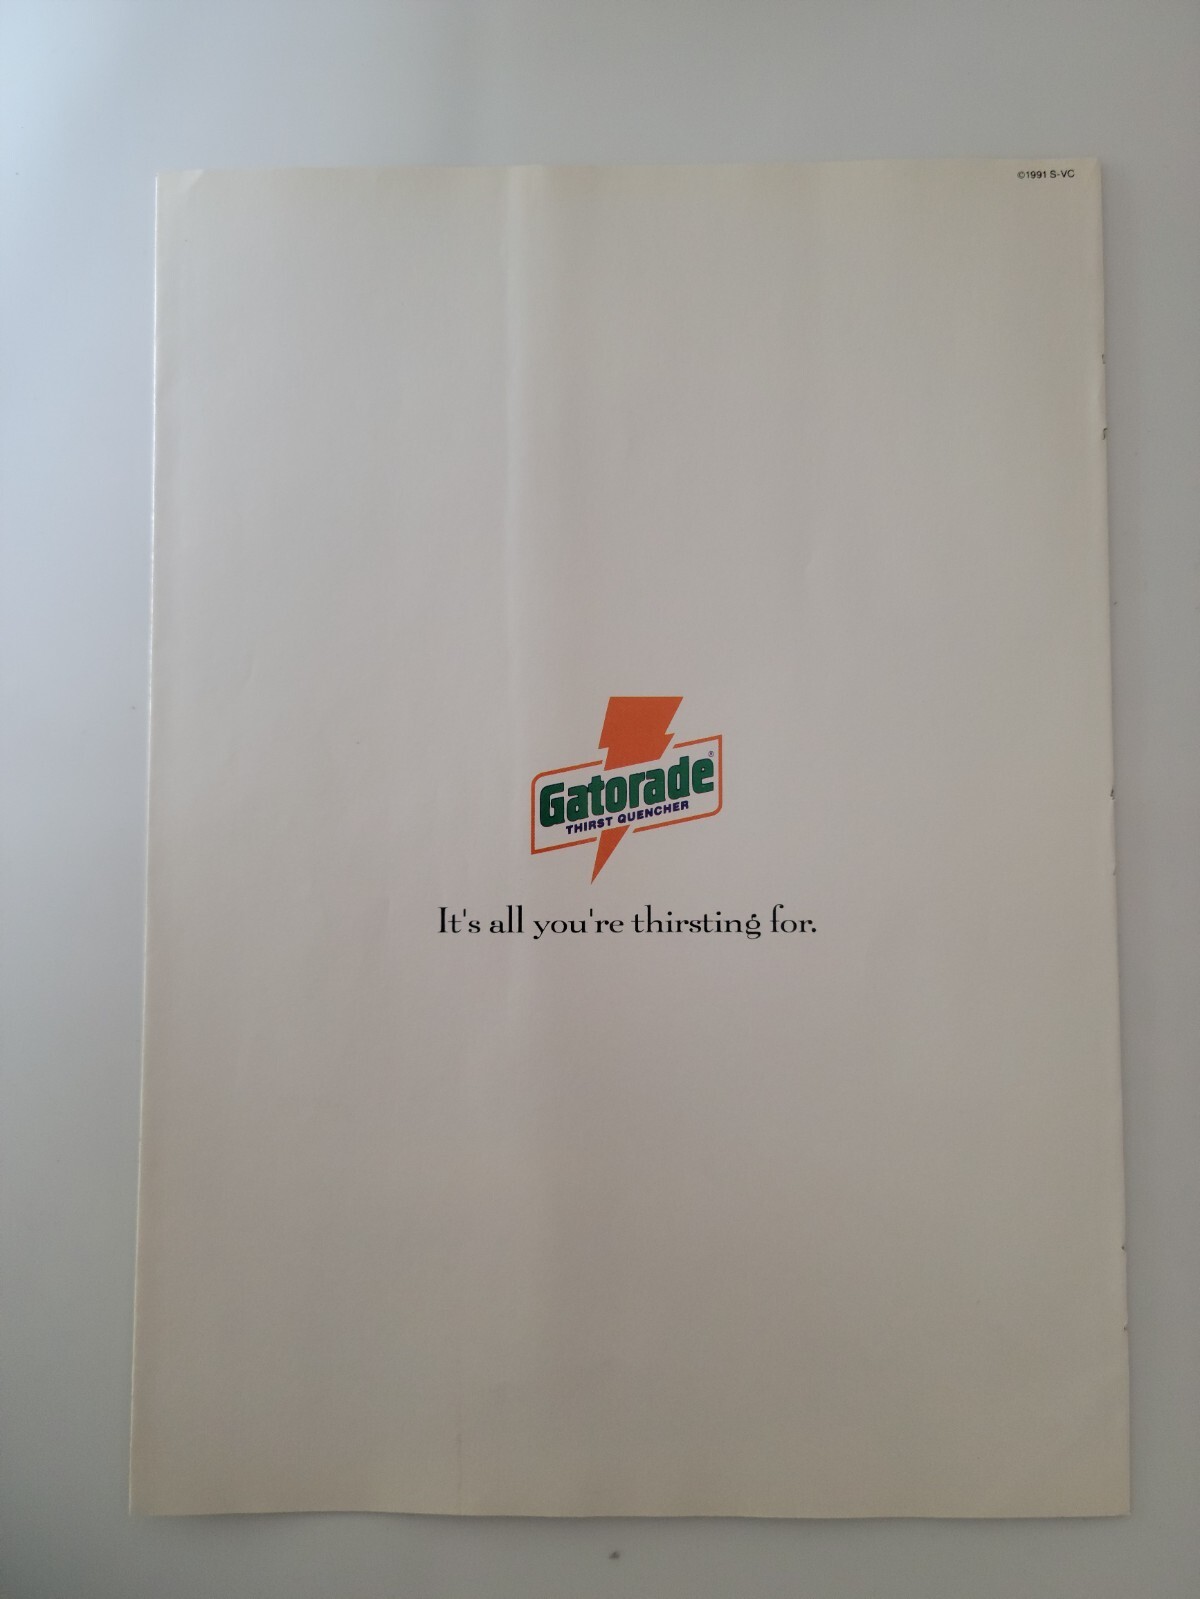 ©1991 S-VC
Gatorade®
THIRST QUENCHER
It's all you're thirsting for.